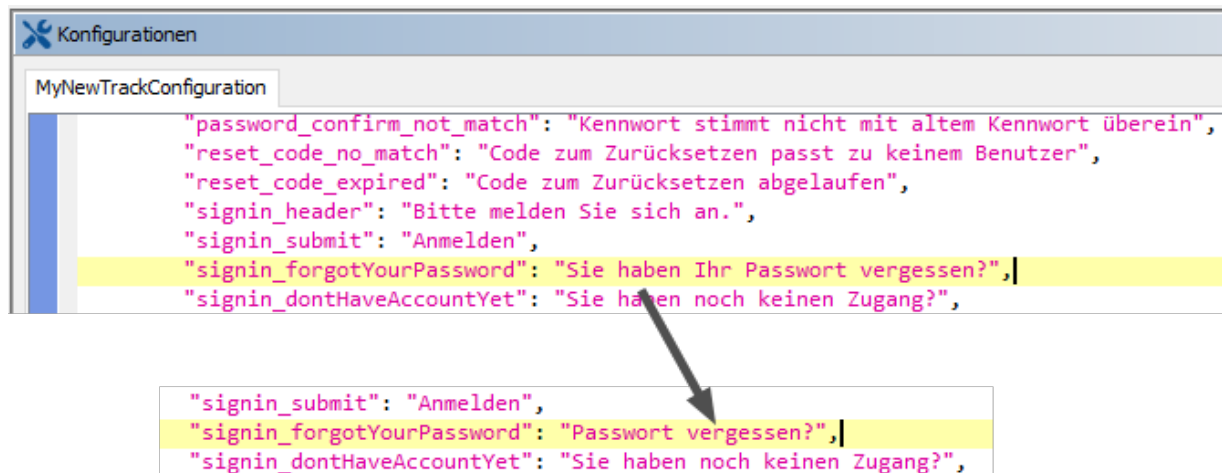 Konfigurationen
MyNewTrackConfiguration
"password_confirm_not_match": "Kennwort stimmt nicht mit altem Kennwort überein",
"reset_code_no_match": "Code zum Zurücksetzen passt zu keinem Benutzer",
"reset_code_expired": "Code zum Zurücksetzen abgelaufen",
"signin_header": "Bitte melden Sie sich an.",
"signin_submit": "Anmelden",
"signin_forgotYourPassword": "Sie haben Ihr Passwort vergessen?",
"signin_dontHaveAccountYet": "Sie haben noch keinen Zugang?",
"signin_submit": "Anmelden",
"signin_forgotYourPassword": "Passwort vergessen?",
"signin_dontHaveAccountYet": "Sie haben noch keinen Zugang?",